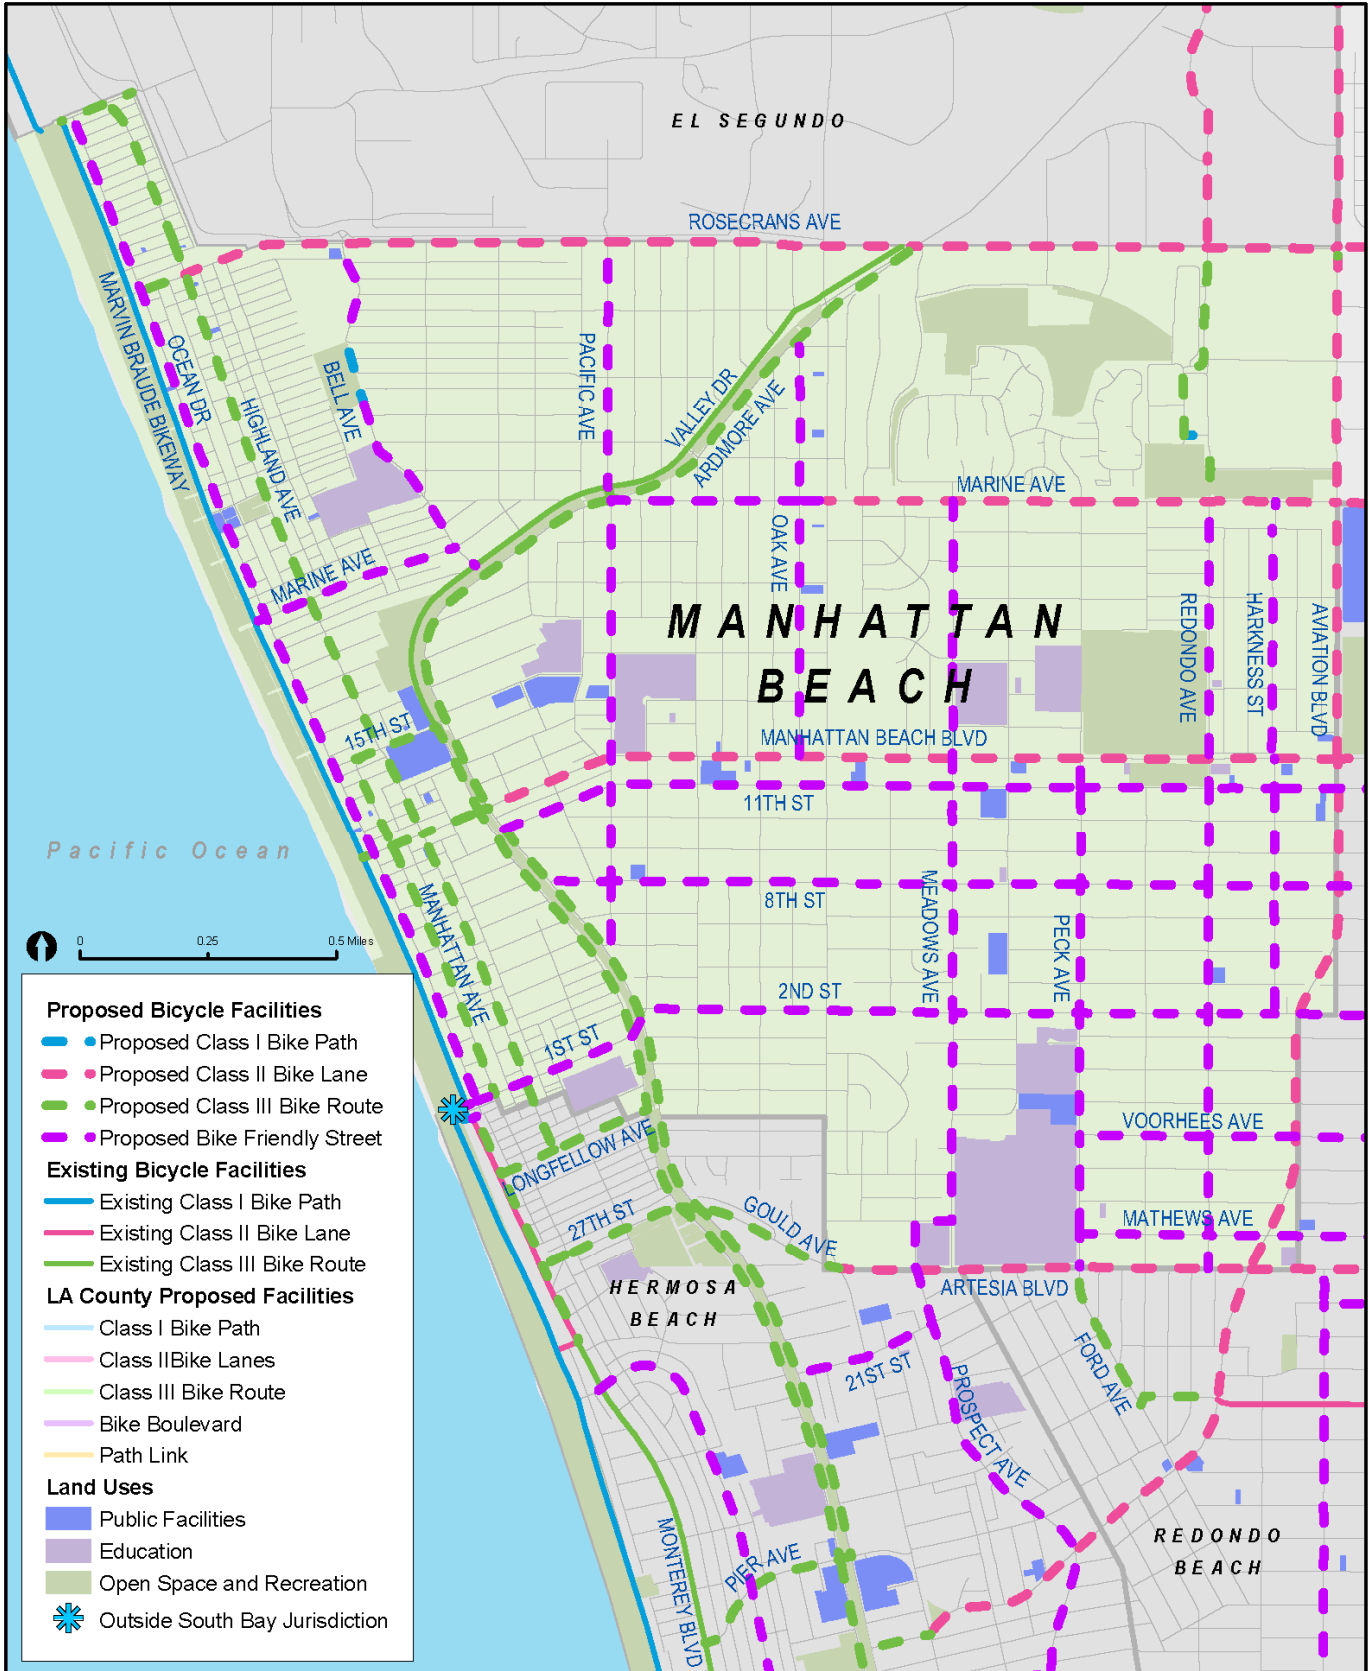 EL SEGUNDO
ROSECRANS AVE
MARVIN BRAUDE BIKEWAY
OCEAN DR
HIGHLAND AVE
BELL AVE
PACIFIC AVE
VALLEY DR
ARDMORE AVE
MARINE AVE
MARINE AVE
OAK AVE
MANHATTAN
BEACH
REDONDO AVE
HARKNESS ST
AVIATION BLVD
15TH ST
MANHATTAN BEACH BLVD
11TH ST
Pacific Ocean
8TH ST
MANHATTAN AVE
MEADOWS AVE
PECK AVE
0 0.25 0.5 Miles
2ND ST
1ST ST
VOORHEES AVE
LONGFELLOW AVE
MATHEWS AVE
27TH ST
GOULD AVE
HERMOSA
BEACH
ARTESIA BLVD
21ST ST
FORD AVE
PROSPECT AVE
MONTEREY BLVD
PIER AVE
REDONDO
BEACH
Proposed Bicycle Facilities
Proposed Class I Bike Path
Proposed Class II Bike Lane
Proposed Class III Bike Route
Proposed Bike Friendly Street
Existing Bicycle Facilities
Existing Class I Bike Path
Existing Class II Bike Lane
Existing Class III Bike Route
LA County Proposed Facilities
Class I Bike Path
Class IIBike Lanes
Class III Bike Route
Bike Boulevard
Path Link
Land Uses
Public Facilities
Education
Open Space and Recreation
Outside South Bay Jurisdiction